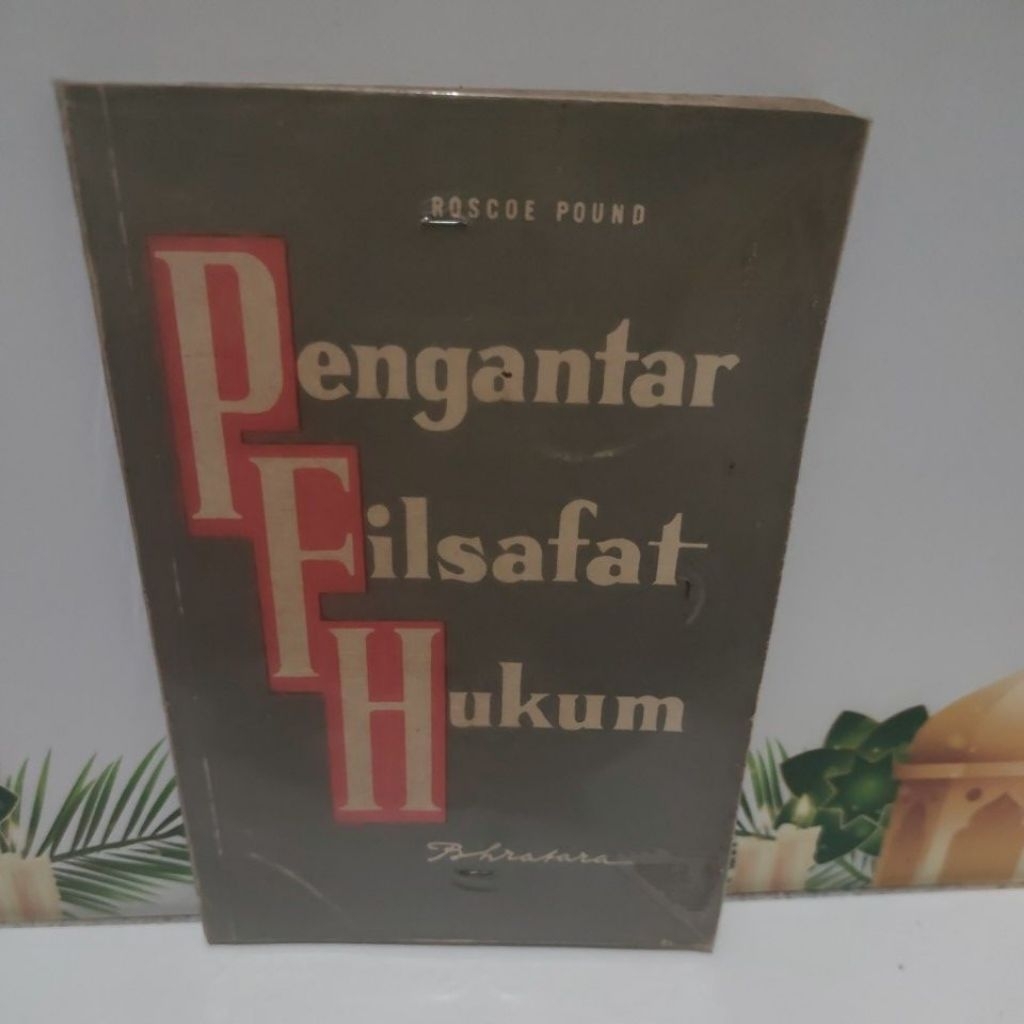 ROSCOE POUND
Pengantar
Filsafat
Hukum
Bhratara